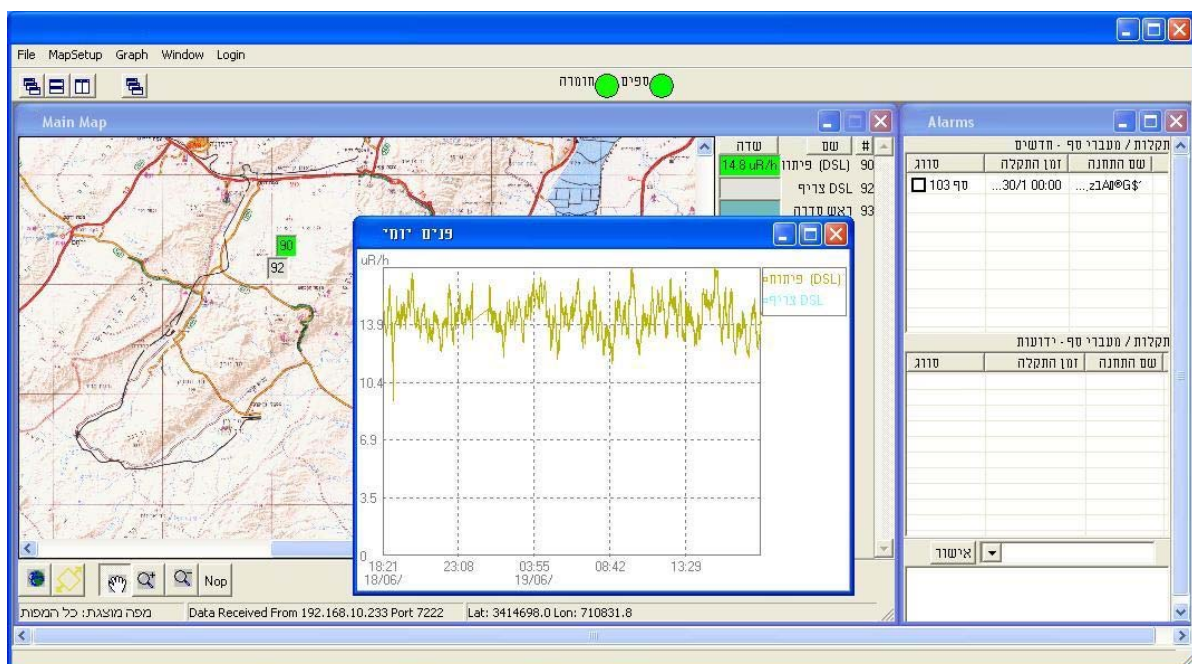 File MapSetup Graph Window Login
חומרה ספים
Main Map
# שם שדה
90 פיתוח (DSL) 14.8 uR/h
92 צריף DSL
93 ראש סדרה
90
92
פנים יומי
uR/h
פיתוח (DSL)
צריף DSL
13.9
10.4
6.9
3.5
0
18:21 23:08 03:55 08:42 13:29
18/06/ 19/06/
Nop
מפה מוצגת: כל המפות
Data Received From 192.168.10.233 Port 7222
Lat: 3414698.0 Lon: 710831.8
Alarms
תקלות / מעברי סף - חדשים
שם התחנה זמן התקלה סווג
30/1 00:00... סף 103
תקלות / מעברי סף - ידועות
שם התחנה זמן התקלה סווג
אישור